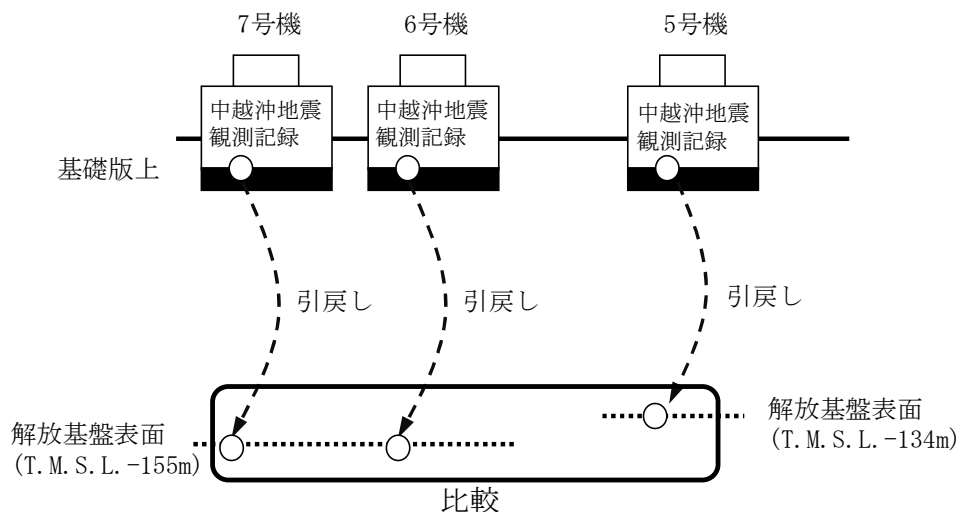 7号機
6号機
5号機
中越沖地震
観測記録
中越沖地震
観測記録
中越沖地震
観測記録
基礎版上
引戻し
引戻し
引戻し
解放基盤表面
(T.M.S.L.-155m)
解放基盤表面
(T.M.S.L.-134m)
比較